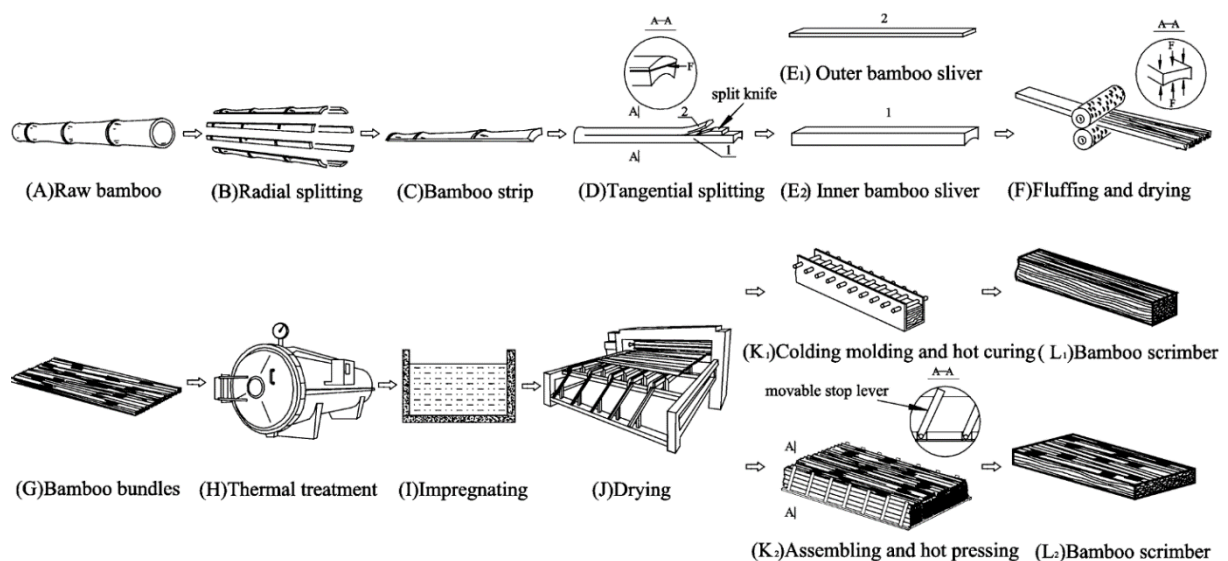 A-A
F
A|
A|
2
1
split knife
2
(E₁) Outer bamboo sliver
1
A-A
F
F
(A)Raw bamboo
(B)Radial splitting
(C)Bamboo strip
(D)Tangential splitting
(E₂) Inner bamboo sliver
(F)Fluffing and drying
(K₁)Colding molding and hot curing
( L₁)Bamboo scrimber
A-A
movable stop lever
A|
A|
(G)Bamboo bundles
(H)Thermal treatment
(I)Impregnating
(J)Drying
(K₂)Assembling and hot pressing
(L₂)Bamboo scrimber